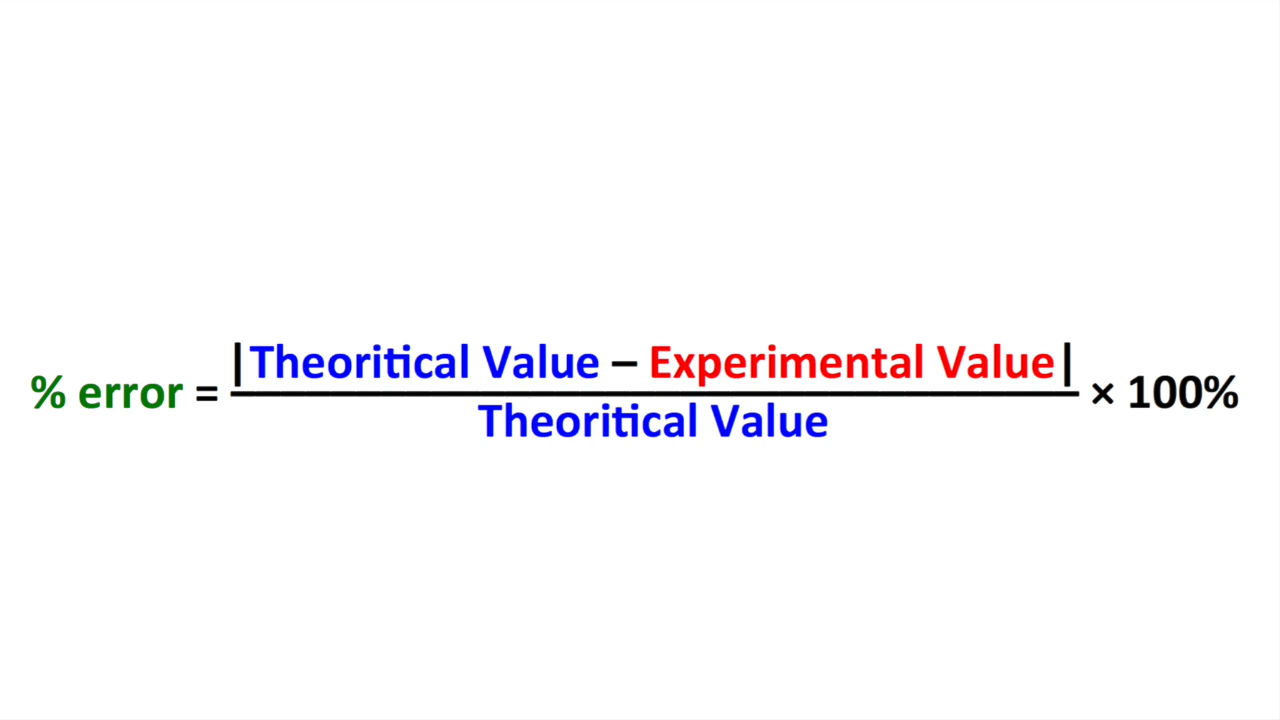 |Theoritical Value – Experimental Value|
% error = × 100%
Theoritical Value